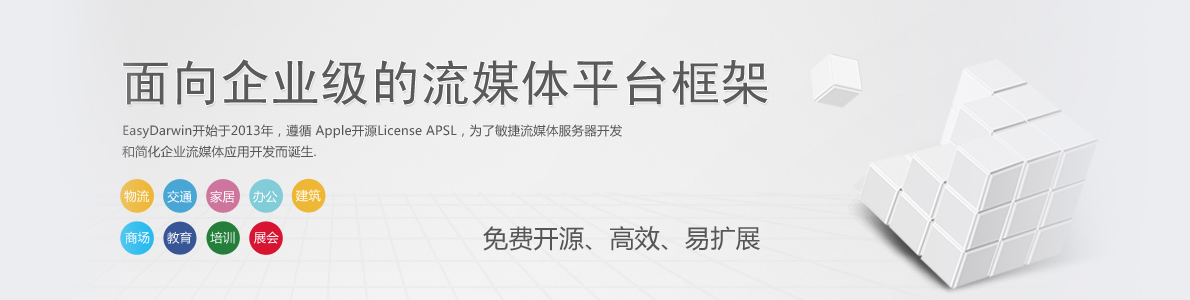 面向企业级的流媒体平台框架
EasyDarwin开始于2013年，遵循 Apple开源License APSL，为了敏捷流媒体服务器开发
和简化企业流媒体应用开发而诞生.
物流 交通 家居 办公 建筑
商场 教育 培训 展会
免费开源、高效、易扩展